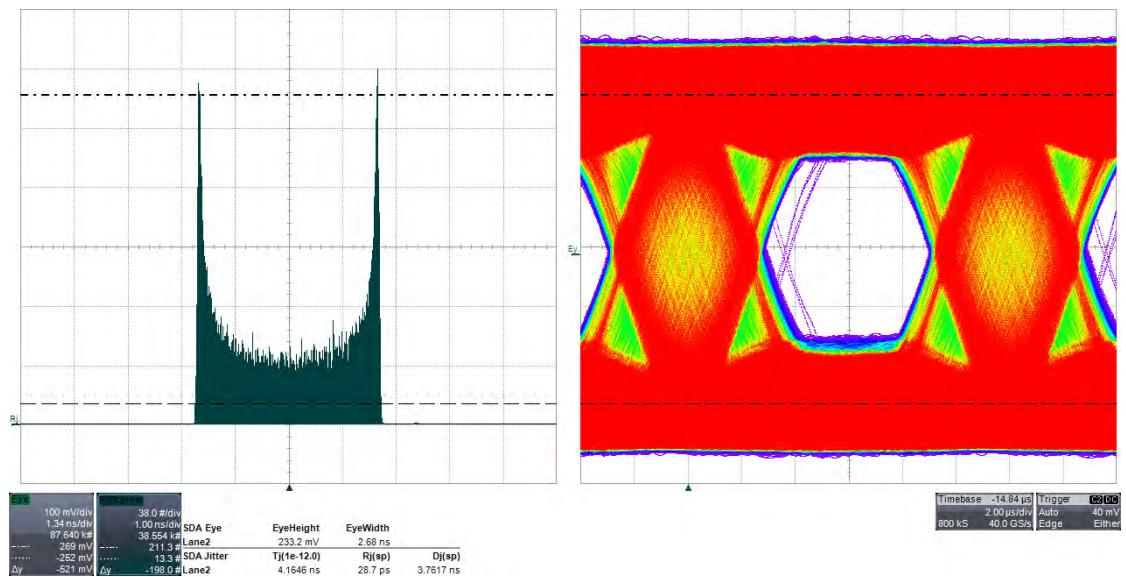 Ey
Rj
Eye
100 mV/div
1.34 ns/div
87.640 k#
269 mV
-252 mV
Δy -521 mV
38.0 #/div
1.00 ns/div
38.554 k#
211.3 #
13.3 #
Δy -198.0 #
SDA Eye EyeHeight EyeWidth
Lane2 233.2 mV 2.68 ns
SDA Jitter Tj(1e-12.0) Rj(sp) Dj(sp)
Lane2 4.1646 ns 28.7 ps 3.7617 ns
Timebase -14.84 µs
2.00 µs/div
800 kS 40.0 GS/s
Trigger C2 DC
Auto 40 mV
Edge Either